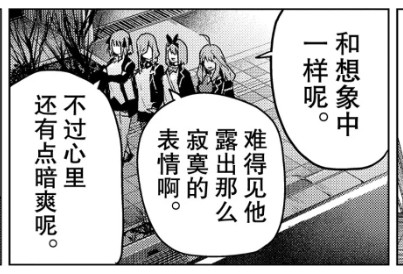 和想象中
一样呢。
难得见他
露出那么
寂寞的
表情啊。
不过心里
还有点暗爽呢。